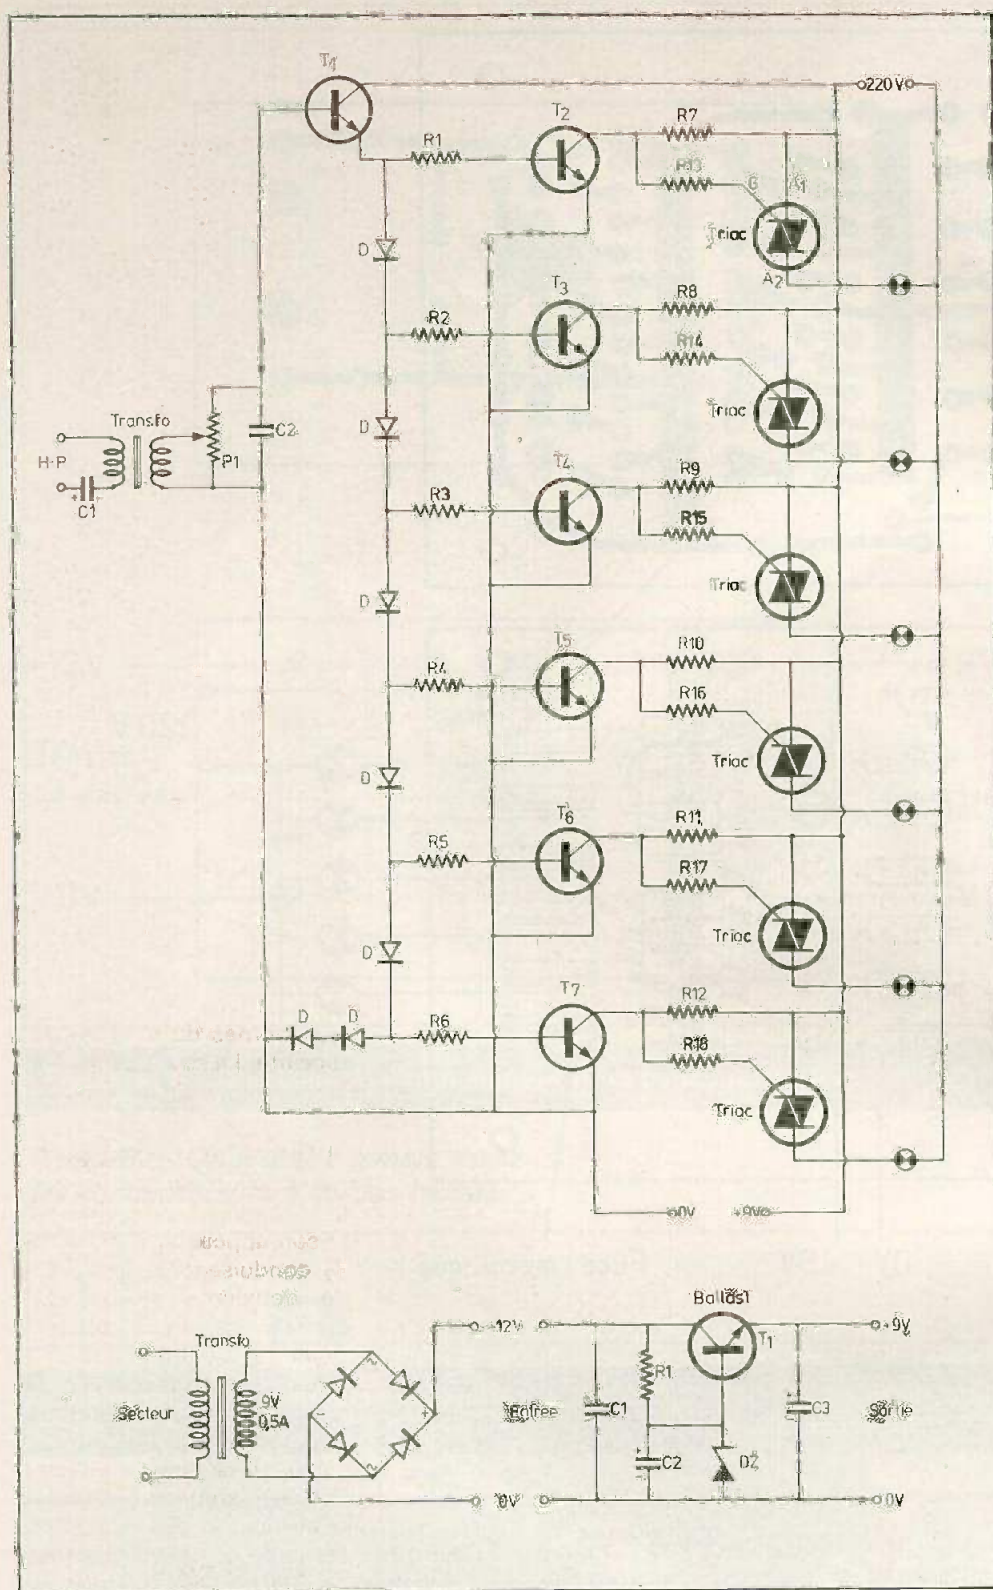 T1
T2
R7
220V
R1
R13
G
A1
Triac
D
A2
T3
R8
R2
R14
Transfo
D
Triac
H-P
P1
C2
C1
T4
R9
R3
R15
D
Triac
T5
R10
R4
R16
D
Triac
T6
R11
R5
R17
D
Triac
T7
R12
D
D
R6
R18
Triac
0V
+9V
Ballast
Transfo
+12V
T1
+9V
R1
9V
0,5A
Secteur
Entrée
C1
C3
Sortie
C2
DZ
0V
0V